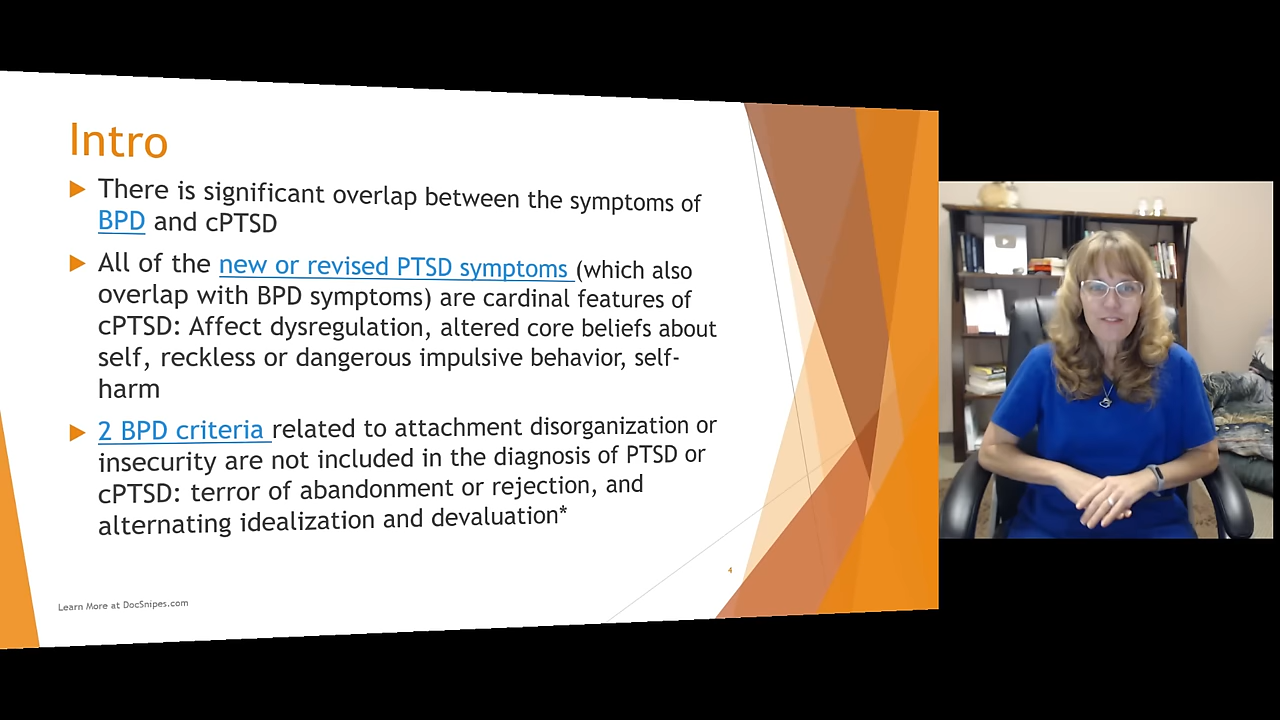 Intro
There is significant overlap between the symptoms of
BPD and cPTSD
All of the new or revised PTSD symptoms (which also
overlap with BPD symptoms) are cardinal features of
cPTSD: Affect dysregulation, altered core beliefs about
self, reckless or dangerous impulsive behavior, self-
harm
2 BPD criteria related to attachment disorganization or
insecurity are not included in the diagnosis of PTSD or
cPTSD: terror of abandonment or rejection, and
alternating idealization and devaluation*
4
Learn More at DocSnipes.com